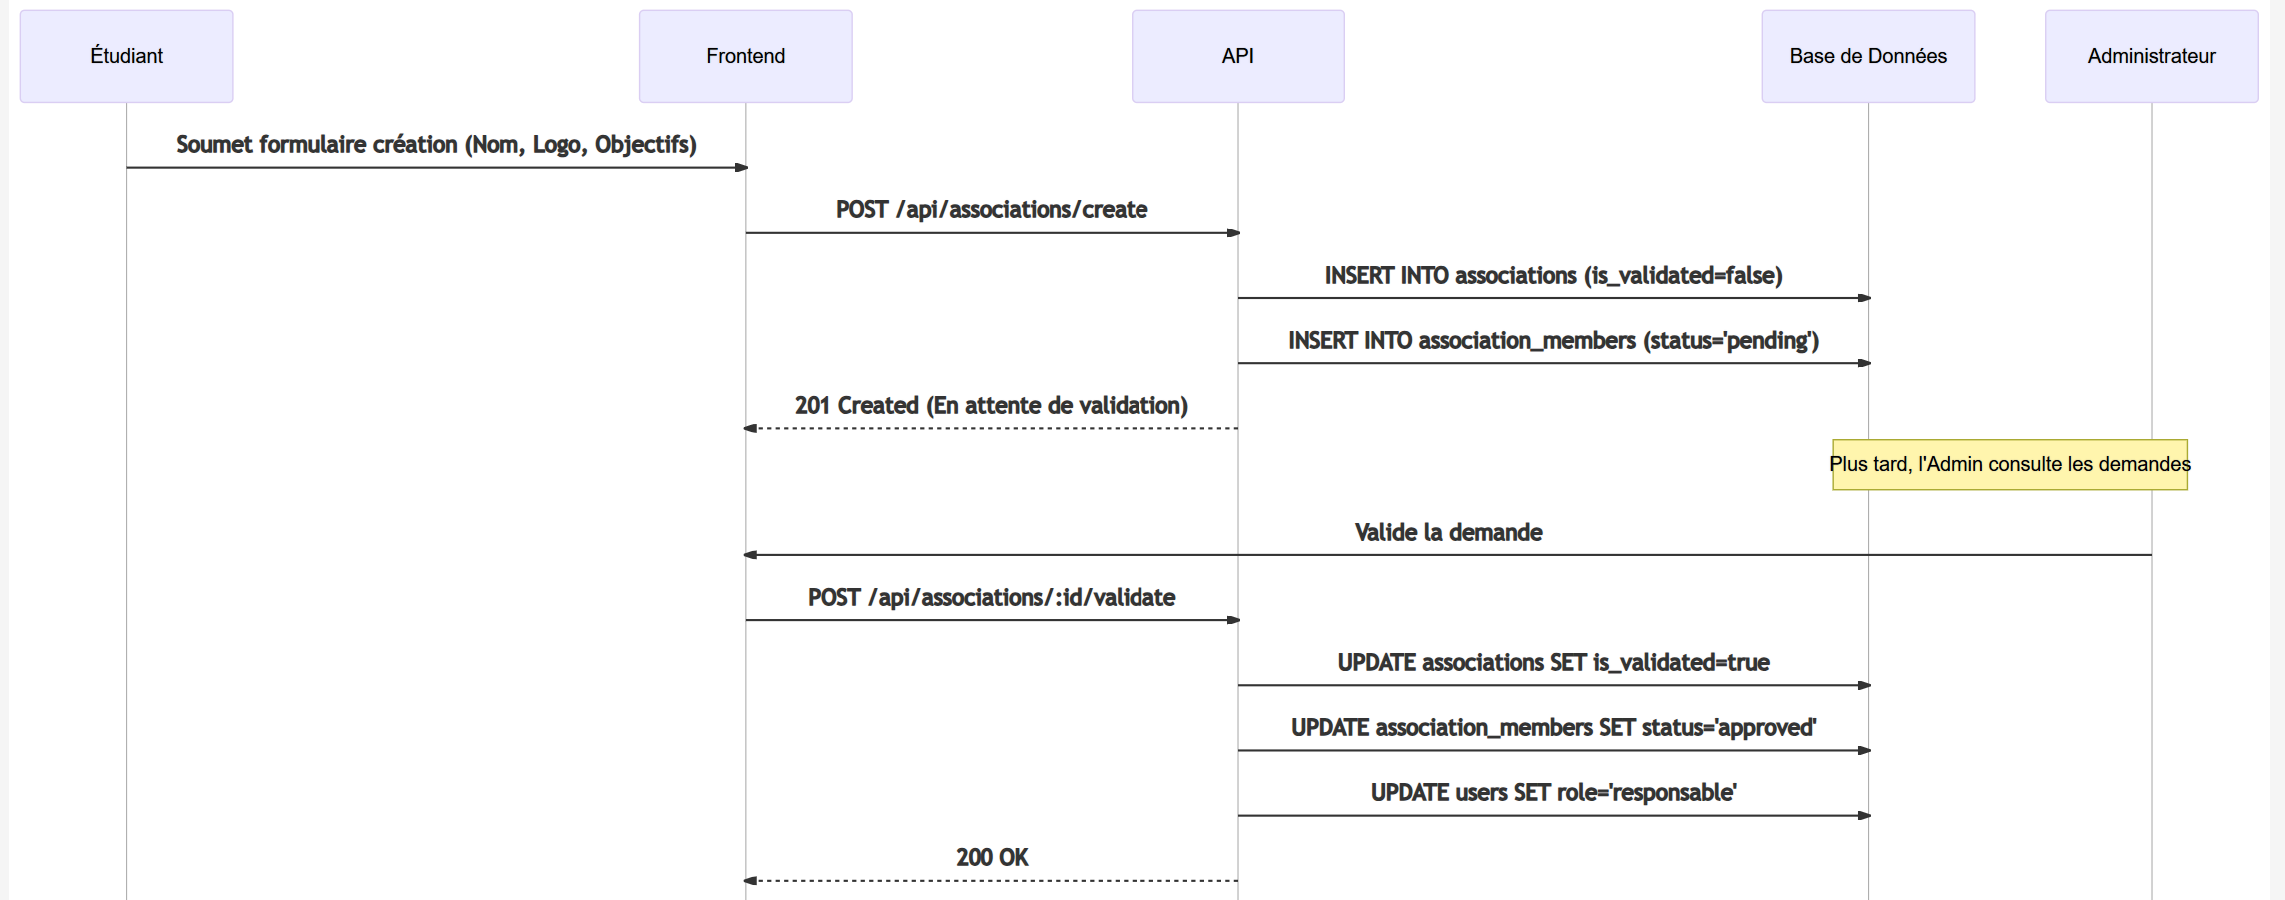 Étudiant
Frontend
API
Base de Données
Administrateur
Soumet formulaire création (Nom, Logo, Objectifs)
POST /api/associations/create
INSERT INTO associations (is_validated=false)
INSERT INTO association_members (status='pending')
201 Created (En attente de validation)
Plus tard, l'Admin consulte les demandes
Valide la demande
POST /api/associations/:id/validate
UPDATE associations SET is_validated=true
UPDATE association_members SET status='approved'
UPDATE users SET role='responsable'
200 OK